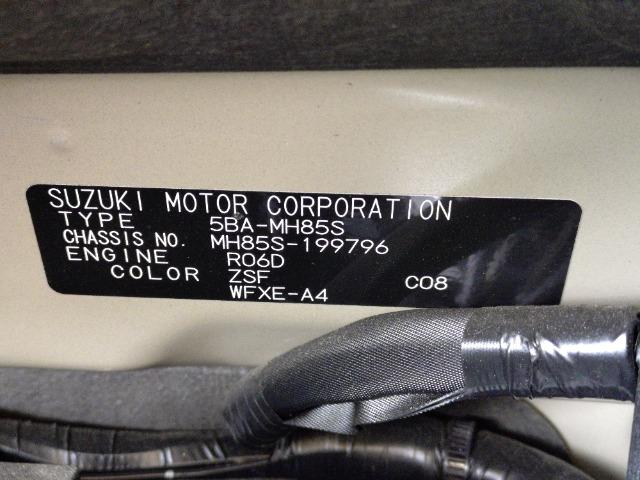 SUZUKI MOTOR CORPORATION
TYPE 5BA-MH85S
CHASSIS NO. MH85S-199796
ENGINE R06D
COLOR ZSF C08
WFXE-A4